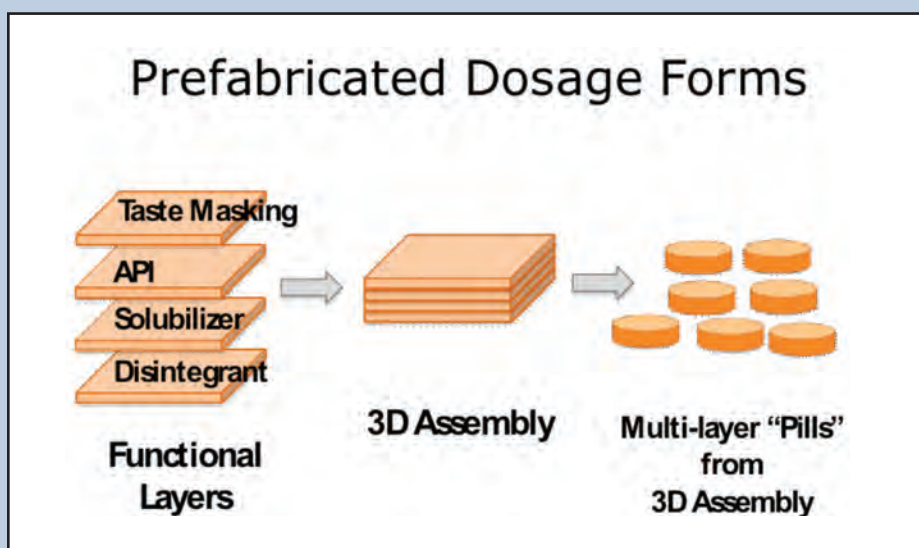 Prefabricated Dosage Forms
Taste Masking
API
Solubilizer
Disintegrant
Functional
Layers
3D Assembly
Multi-layer “Pills”
from
3D Assembly